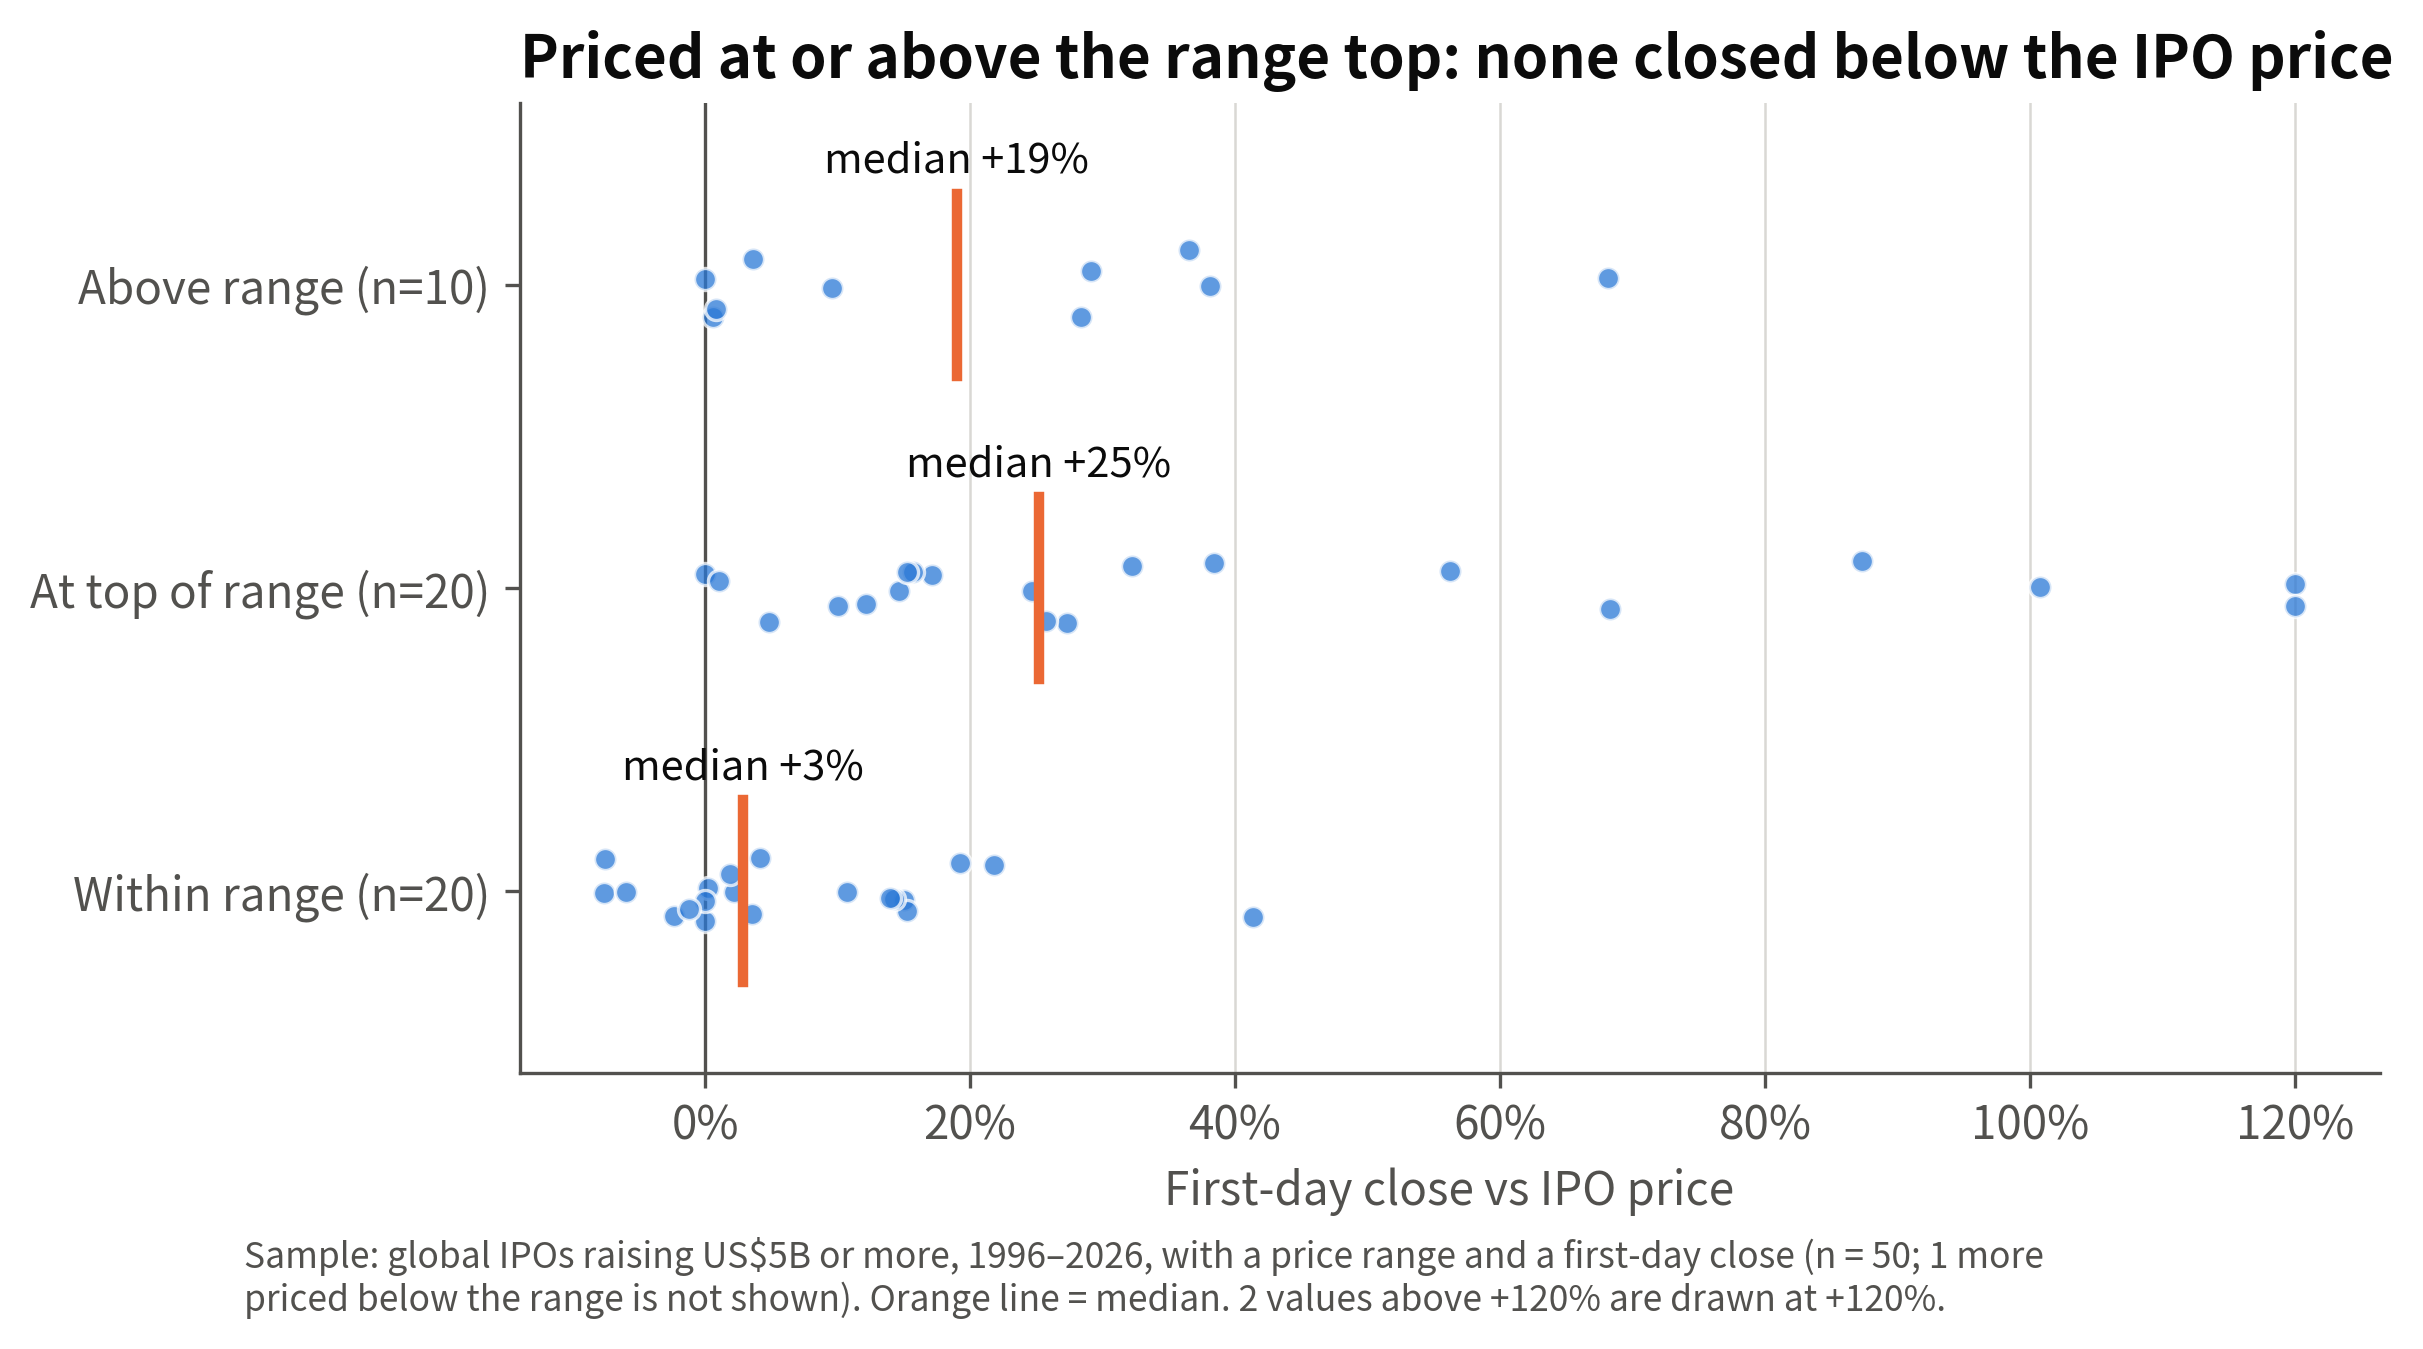 Priced at or above the range top: none closed below the IPO price
median +19%
Above range (n=10)
median +25%
At top of range (n=20)
median +3%
Within range (n=20)
0%
20%
40%
60%
80%
100%
120%
First-day close vs IPO price
Sample: global IPOs raising US$5B or more, 1996–2026, with a price range and a first-day close (n = 50; 1 more
priced below the range is not shown). Orange line = median. 2 values above +120% are drawn at +120%.